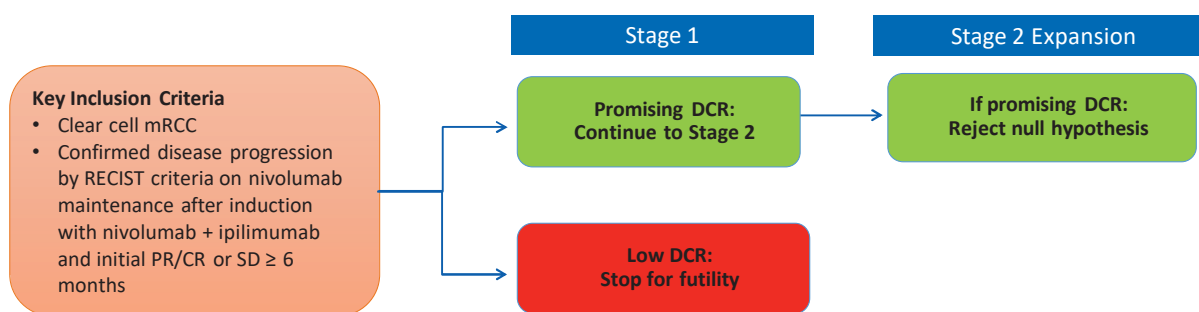 Stage 1
Stage 2 Expansion
Key Inclusion Criteria
• Clear cell mRCC
• Confirmed disease progression
by RECIST criteria on nivolumab
maintenance after induction
with nivolumab + ipilimumab
and initial PR/CR or SD ≥ 6
months
Promising DCR:
Continue to Stage 2
If promising DCR:
Reject null hypothesis
Low DCR:
Stop for futility